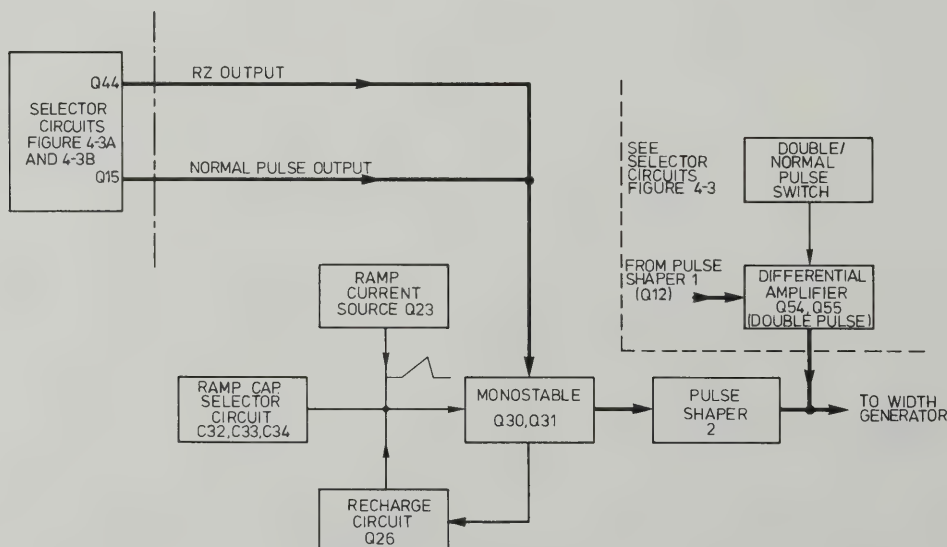 Q44
SELECTOR
CIRCUITS
FIGURE 4-3A
AND 4-3B
Q15
RZ OUTPUT
NORMAL PULSE OUTPUT
SEE
SELECTOR
CIRCUITS
FIGURE 4-3
DOUBLE/
NORMAL
PULSE
SWITCH
FROM PULSE
SHAPER 1
(Q12)
DIFFERENTIAL
AMPLIFIER
Q54,Q55
(DOUBLE PULSE)
RAMP
CURRENT
SOURCE Q23
RAMP CAP
SELECTOR
CIRCUIT
C32,C33,C34
MONOSTABLE
Q30,Q31
PULSE
SHAPER
2
TO WIDTH
GENERATOR
RECHARGE
CIRCUIT
Q26